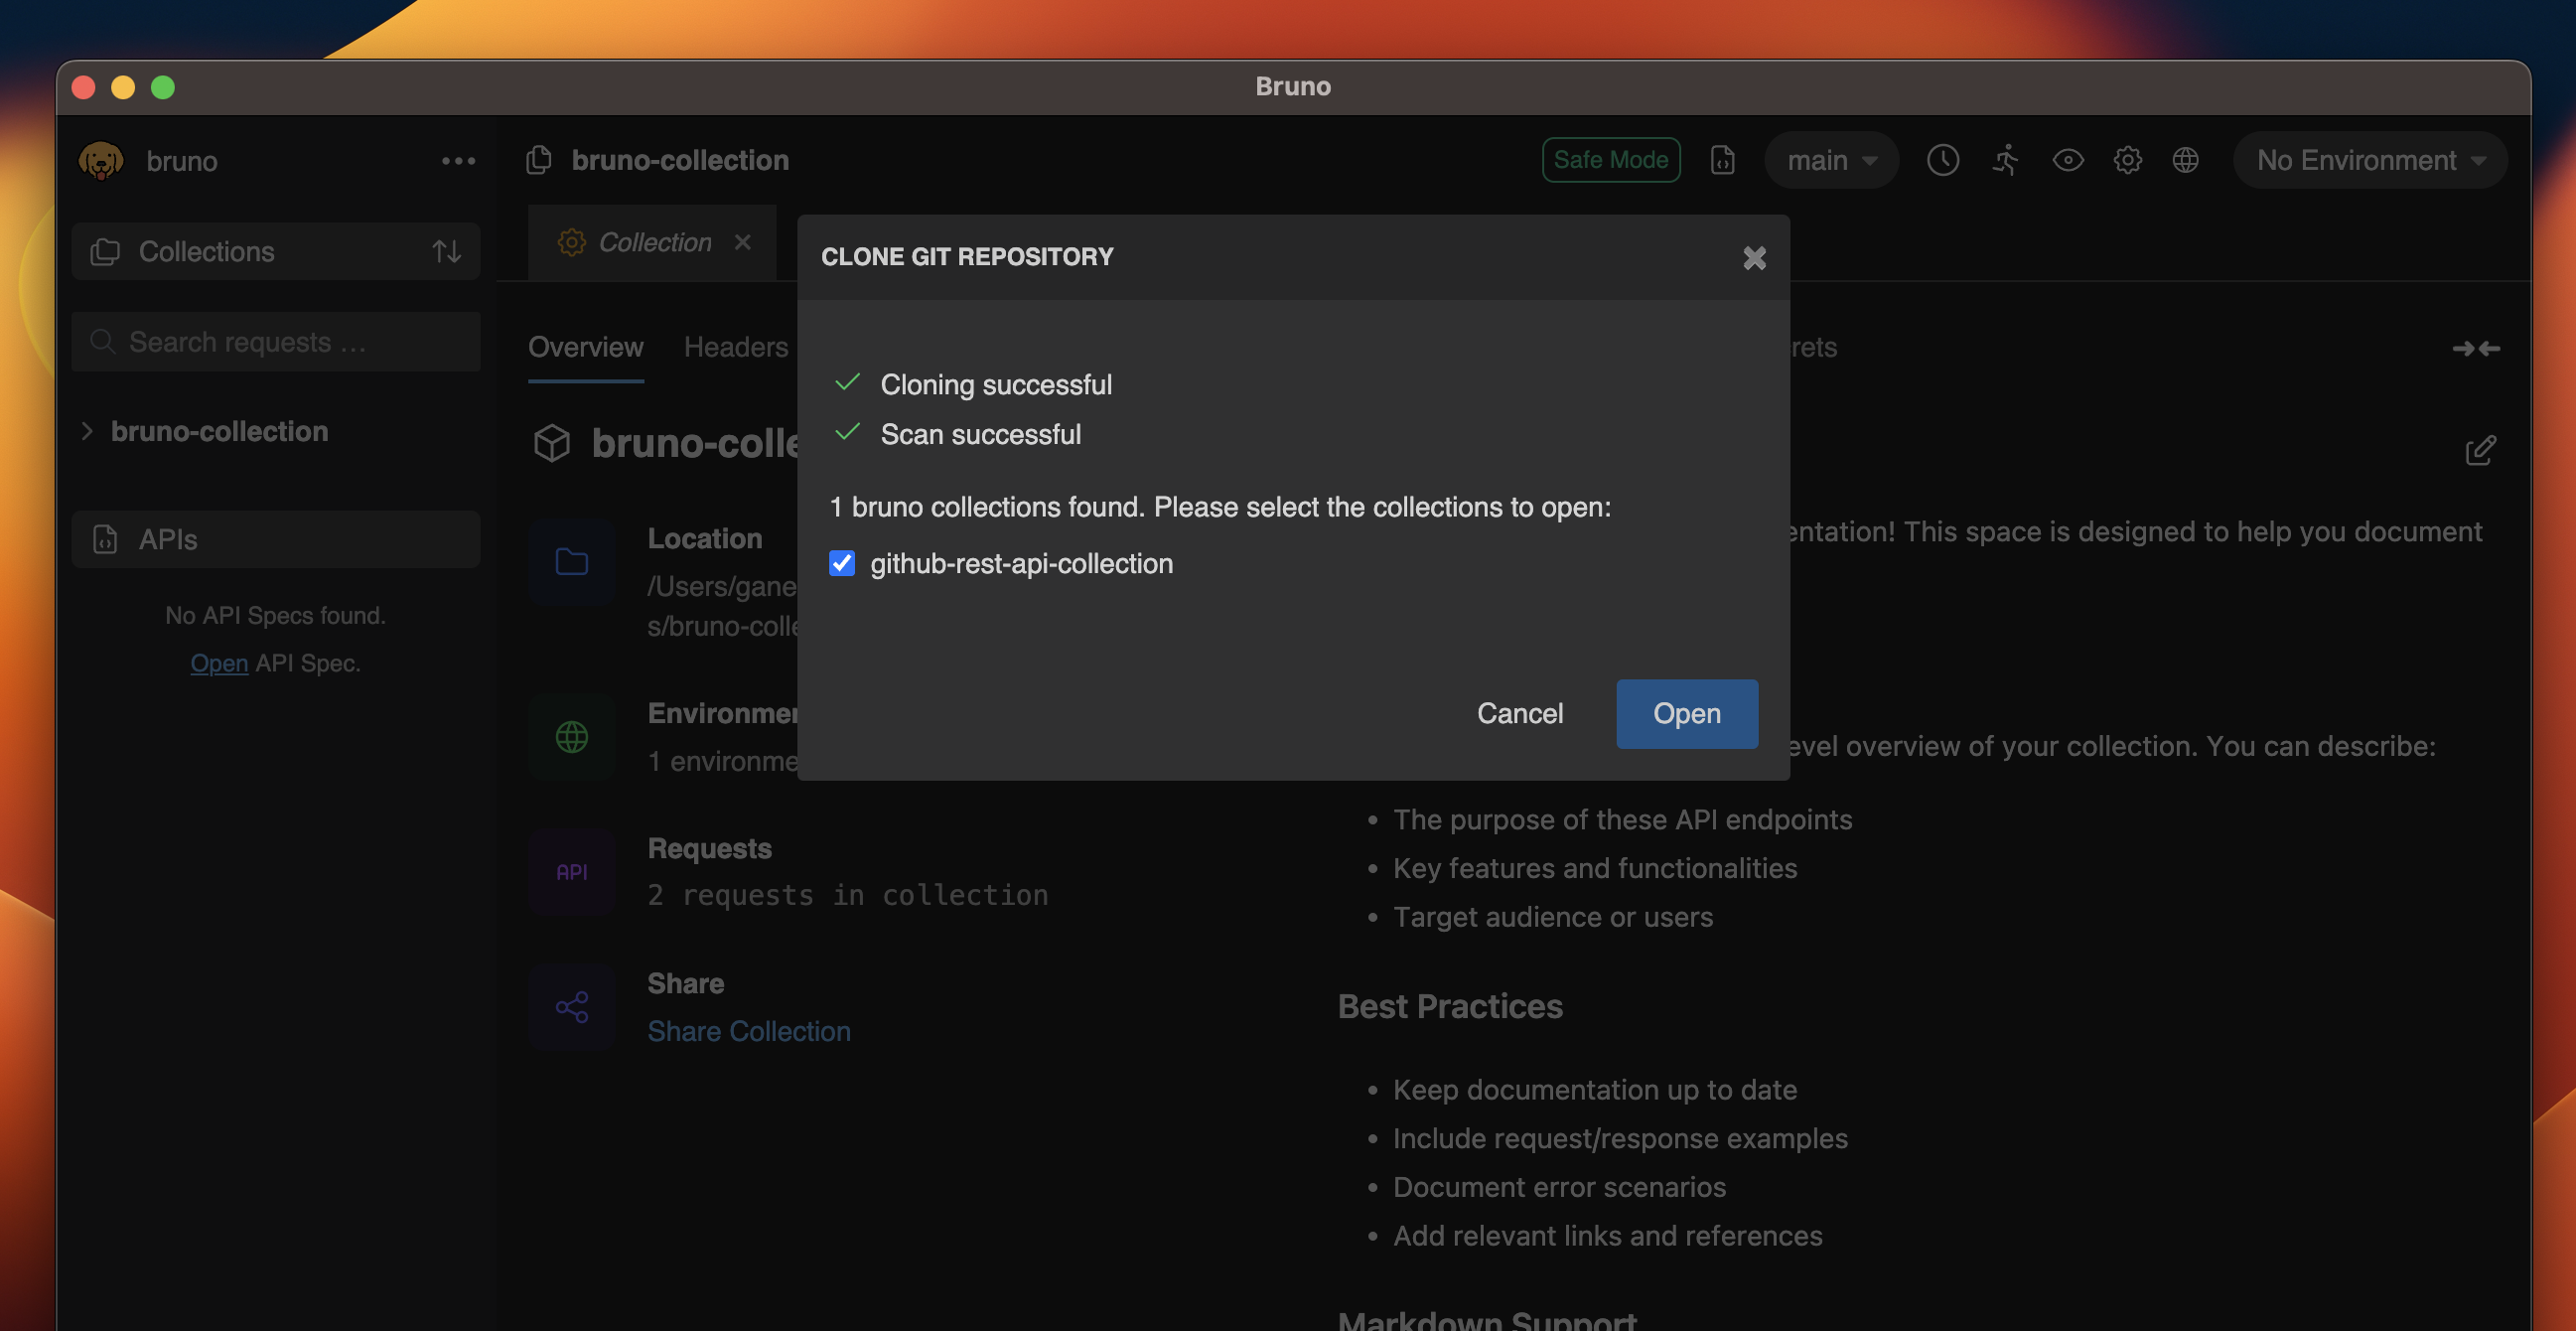 Bruno
bruno
bruno-collection
Safe Mode
main
No Environment
Collections
Collection
CLONE GIT REPOSITORY
Search requests ...
Overview
Headers
rets
Cloning successful
Scan successful
bruno-collection
bruno-colle
1 bruno collections found. Please select the collections to open:
github-rest-api-collection
APIs
No API Specs found.
Open API Spec.
Location
/Users/gane
s/bruno-colle
entation! This space is designed to help you document
Cancel
Open
Environmen
1 environme
evel overview of your collection. You can describe:
API
Requests
2 requests in collection
• The purpose of these API endpoints
• Key features and functionalities
• Target audience or users
Share
Share Collection
Best Practices
• Keep documentation up to date
• Include request/response examples
• Document error scenarios
• Add relevant links and references
Markdown Support